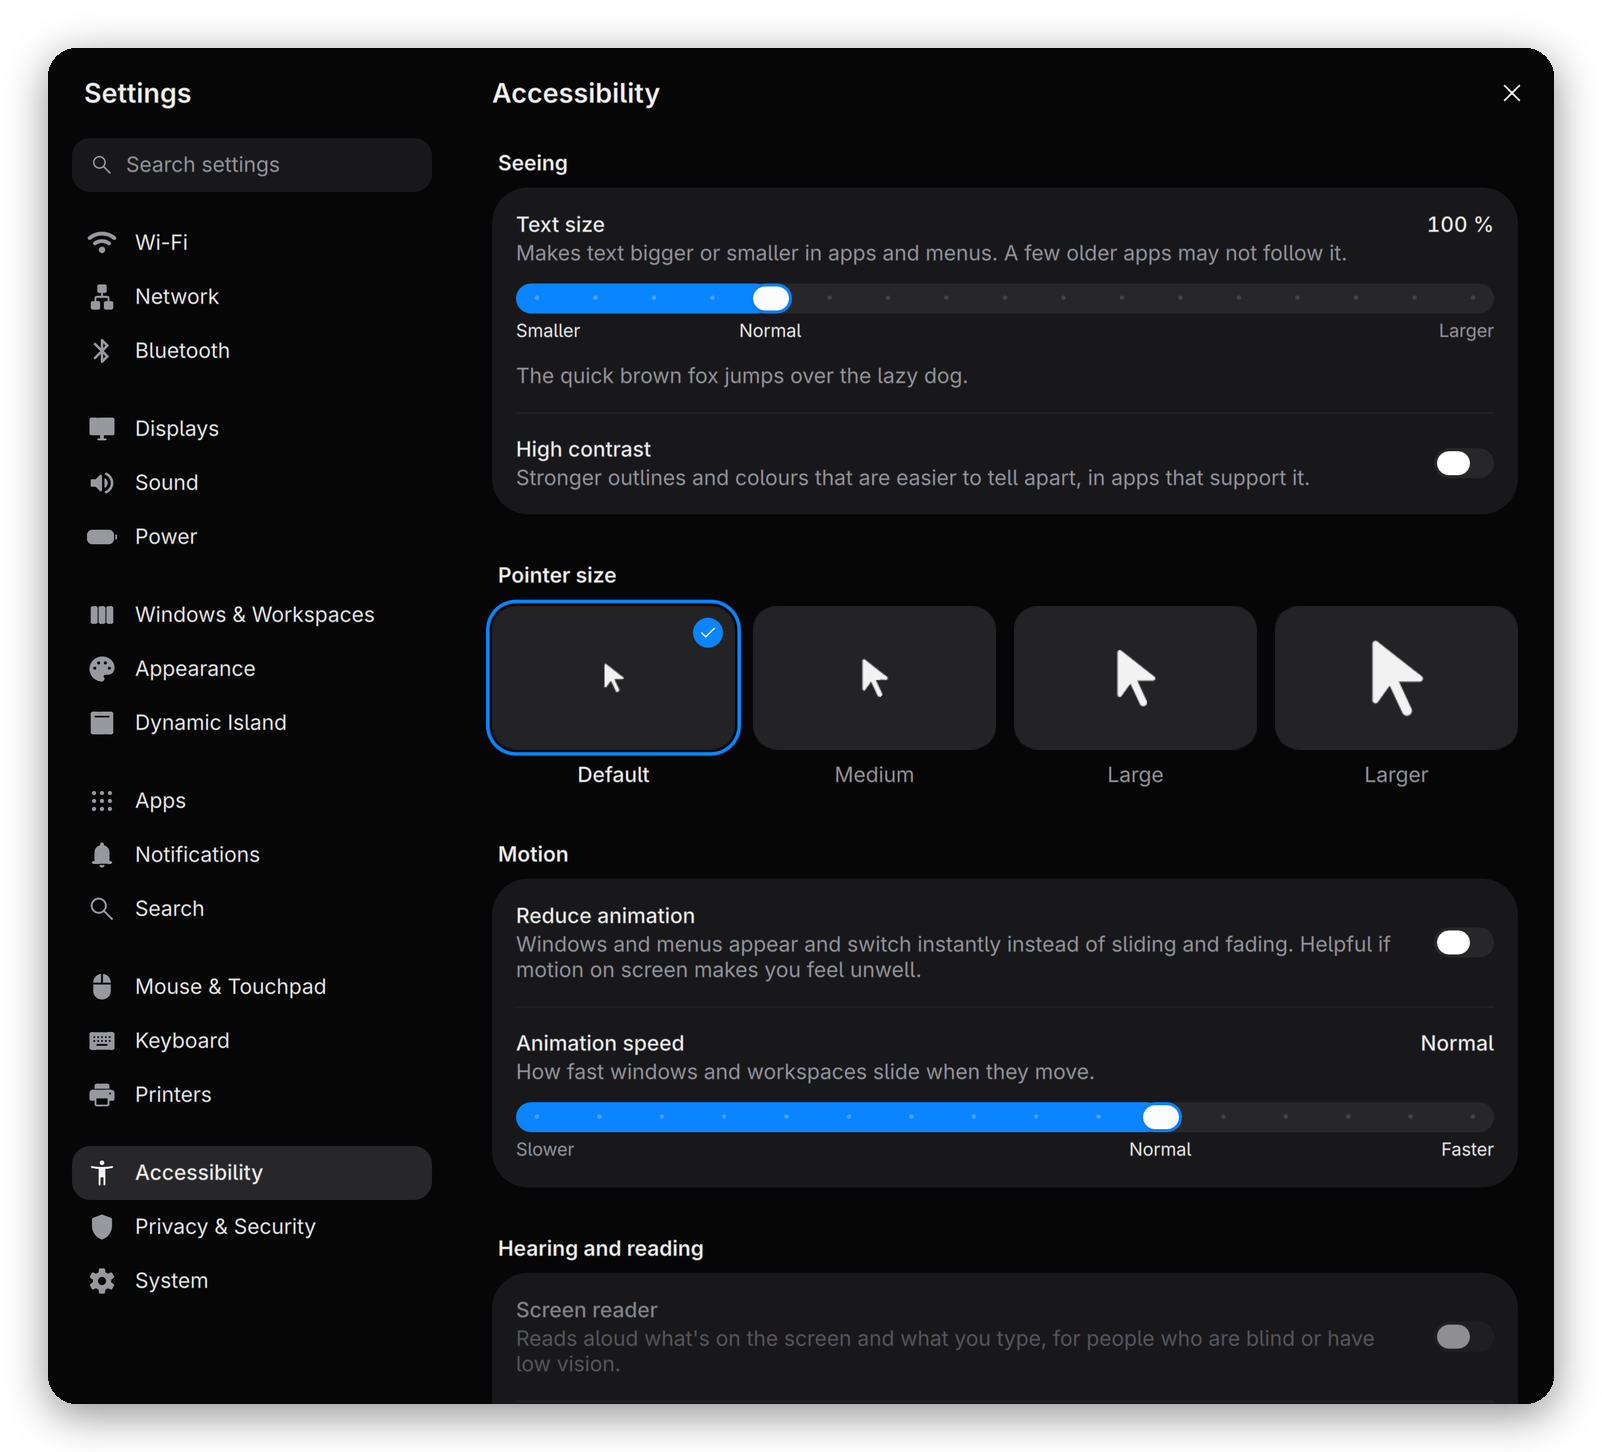 Settings
Search settings
Wi-Fi
Network
Bluetooth
Displays
Sound
Power
Windows & Workspaces
Appearance
Dynamic Island
Apps
Notifications
Search
Mouse & Touchpad
Keyboard
Printers
Accessibility
Privacy & Security
System
Accessibility
Seeing
Text size
100 %
Makes text bigger or smaller in apps and menus. A few older apps may not follow it.
Smaller
Normal
Larger
The quick brown fox jumps over the lazy dog.
High contrast
Stronger outlines and colours that are easier to tell apart, in apps that support it.
Pointer size
Default
Medium
Large
Larger
Motion
Reduce animation
Windows and menus appear and switch instantly instead of sliding and fading. Helpful if
motion on screen makes you feel unwell.
Animation speed
Normal
How fast windows and workspaces slide when they move.
Slower
Normal
Faster
Hearing and reading
Screen reader
Reads aloud what's on the screen and what you type, for people who are blind or have
low vision.